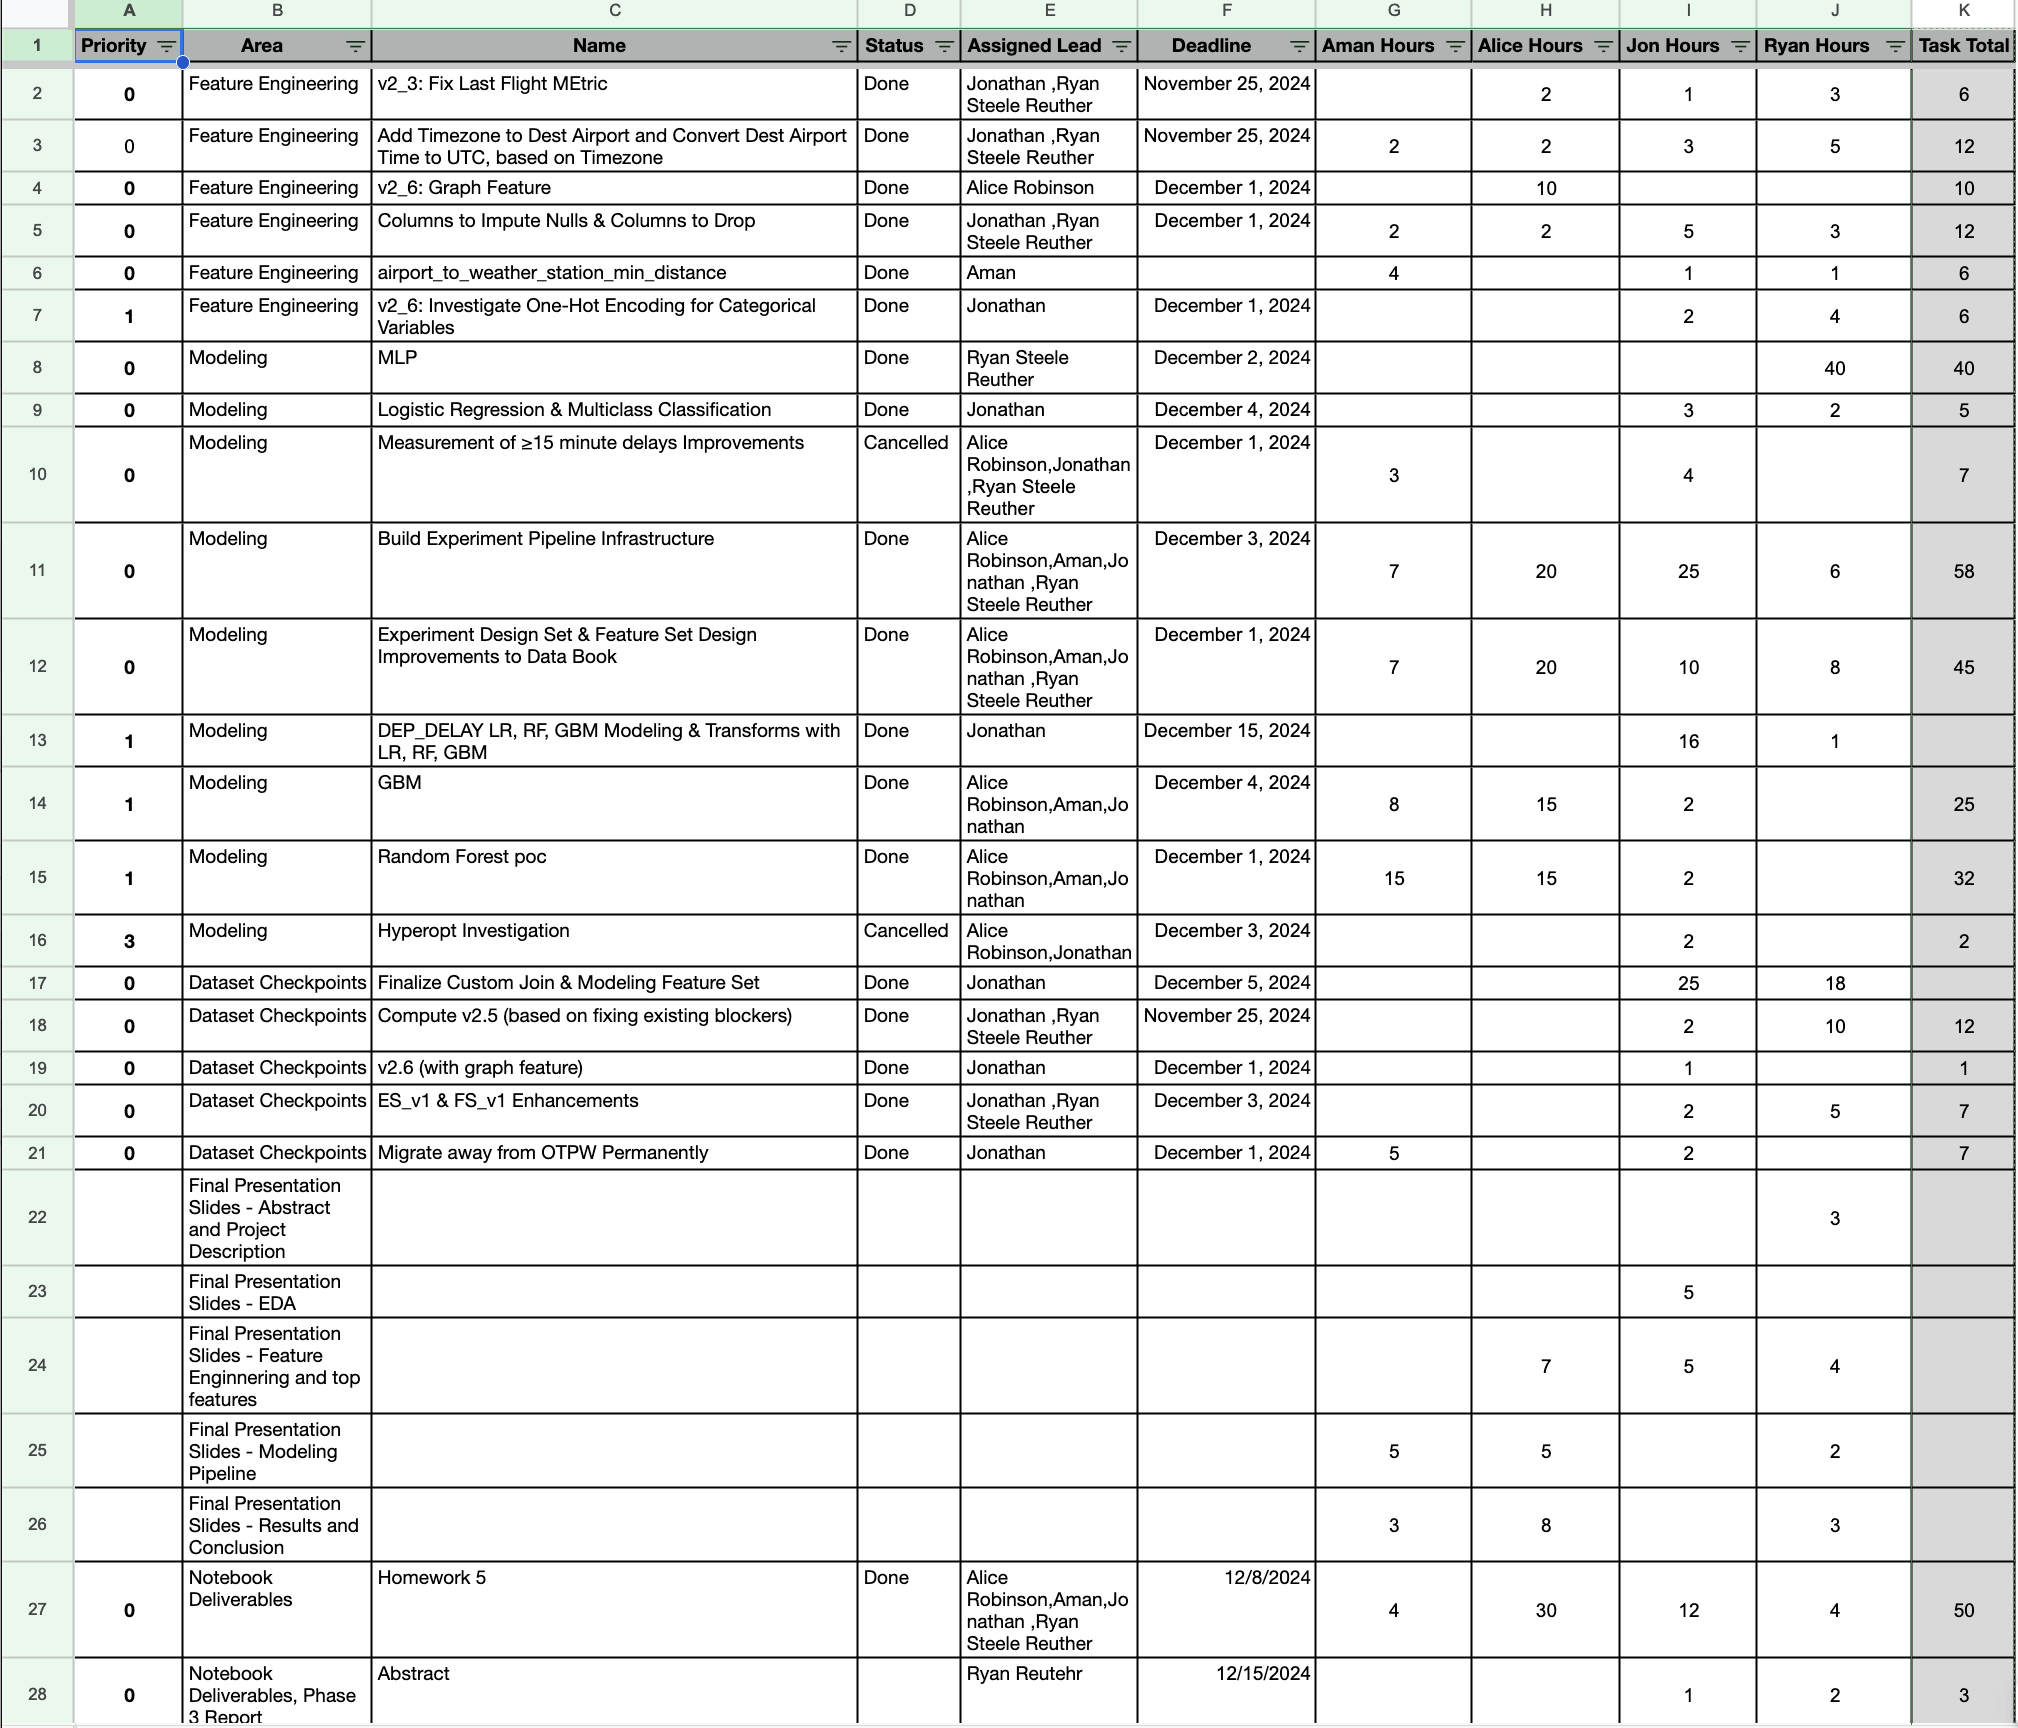 A B C D E F G H I J K
1 Priority Area Name Status Assigned Lead Deadline Aman Hours Alice Hours Jon Hours Ryan Hours Task Total
2 0 Feature Engineering v2_3: Fix Last Flight MEtric Done Jonathan ,Ryan November 25, 2024 2 1 3 6
Steele Reuther
3 0 Feature Engineering Add Timezone to Dest Airport and Convert Dest Airport Done Jonathan ,Ryan November 25, 2024 2 2 3 5 12
Time to UTC, based on Timezone Steele Reuther
4 0 Feature Engineering v2_6: Graph Feature Done Alice Robinson December 1, 2024 10 10
5 0 Feature Engineering Columns to Impute Nulls & Columns to Drop Done Jonathan ,Ryan December 1, 2024 2 2 5 3 12
Steele Reuther
6 0 Feature Engineering airport_to_weather_station_min_distance Done Aman 4 1 1 6
7 1 Feature Engineering v2_6: Investigate One-Hot Encoding for Categorical Done Jonathan December 1, 2024 2 4 6
Variables
8 0 Modeling MLP Done Ryan Steele December 2, 2024 40 40
Reuther
9 0 Modeling Logistic Regression & Multiclass Classification Done Jonathan December 4, 2024 3 2 5
10 0 Modeling Measurement of ≥15 minute delays Improvements Cancelled Alice December 1, 2024 3 4 7
Robinson,Jonathan
,Ryan Steele
Reuther
11 0 Modeling Build Experiment Pipeline Infrastructure Done Alice December 3, 2024 7 20 25 6 58
Robinson,Aman,Jo
nathan ,Ryan
Steele Reuther
12 0 Modeling Experiment Design Set & Feature Set Design Done Alice December 1, 2024 7 20 10 8 45
Improvements to Data Book Robinson,Aman,Jo
nathan ,Ryan
Steele Reuther
13 1 Modeling DEP_DELAY LR, RF, GBM Modeling & Transforms with Done Jonathan December 15, 2024 16 1
LR, RF, GBM
14 1 Modeling GBM Done Alice December 4, 2024 8 15 2 25
Robinson,Aman,Jo
nathan
15 1 Modeling Random Forest poc Done Alice December 1, 2024 15 15 2 32
Robinson,Aman,Jo
nathan
16 3 Modeling Hyperopt Investigation Cancelled Alice December 3, 2024 2 2
Robinson,Jonathan
17 0 Dataset Checkpoints Finalize Custom Join & Modeling Feature Set Done Jonathan December 5, 2024 25 18
18 0 Dataset Checkpoints Compute v2.5 (based on fixing existing blockers) Done Jonathan ,Ryan November 25, 2024 2 10 12
Steele Reuther
19 0 Dataset Checkpoints v2.6 (with graph feature) Done Jonathan December 1, 2024 1 1
20 0 Dataset Checkpoints ES_v1 & FS_v1 Enhancements Done Jonathan ,Ryan December 3, 2024 2 5 7
Steele Reuther
21 0 Dataset Checkpoints Migrate away from OTPW Permanently Done Jonathan December 1, 2024 5 2 7
22 Final Presentation 3
Slides - Abstract
and Project
Description
23 Final Presentation 5
Slides - EDA
24 Final Presentation 7 5 4
Slides - Feature
Enginnering and top
features
25 Final Presentation 5 5 2
Slides - Modeling
Pipeline
26 Final Presentation 3 8 3
Slides - Results and
Conclusion
27 0 Notebook Homework 5 Done Alice 12/8/2024 4 30 12 4 50
Deliverables Robinson,Aman,Jo
nathan ,Ryan
Steele Reuther
28 0 Notebook Abstract Ryan Reutehr 12/15/2024 1 2 3
Deliverables, Phase
3 Report